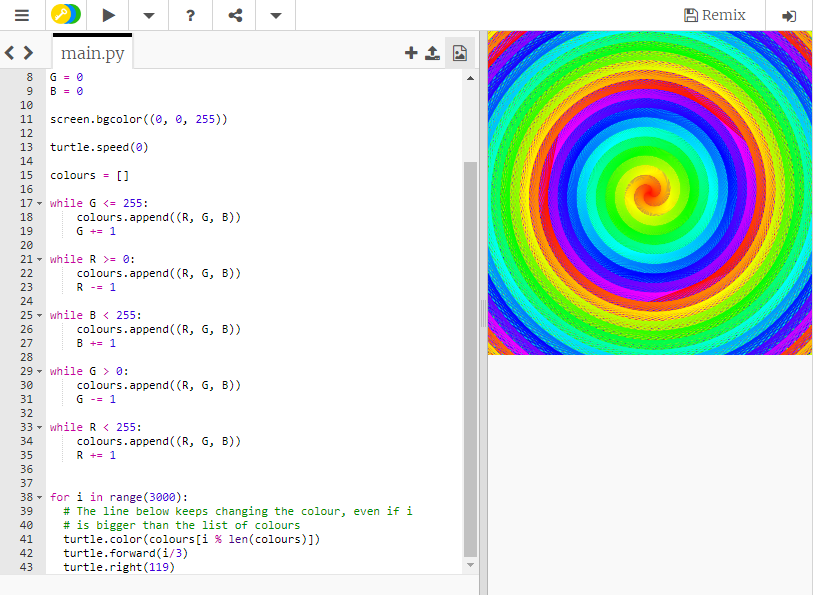 ?
Remix
main.py
8 G = 0
9 B = 0
10
11 screen.bgcolor((0, 0, 255))
12
13 turtle.speed(0)
14
15 colours = []
16
17 while G <= 255:
18 colours.append((R, G, B))
19 G += 1
20
21 while R >= 0:
22 colours.append((R, G, B))
23 R -= 1
24
25 while B < 255:
26 colours.append((R, G, B))
27 B += 1
28
29 while G > 0:
30 colours.append((R, G, B))
31 G -= 1
32
33 while R < 255:
34 colours.append((R, G, B))
35 R += 1
36
37
38 for i in range(3000):
39 # The line below keeps changing the colour, even if i
40 # is bigger than the list of colours
41 turtle.color(colours[i % len(colours)])
42 turtle.forward(i/3)
43 turtle.right(119)